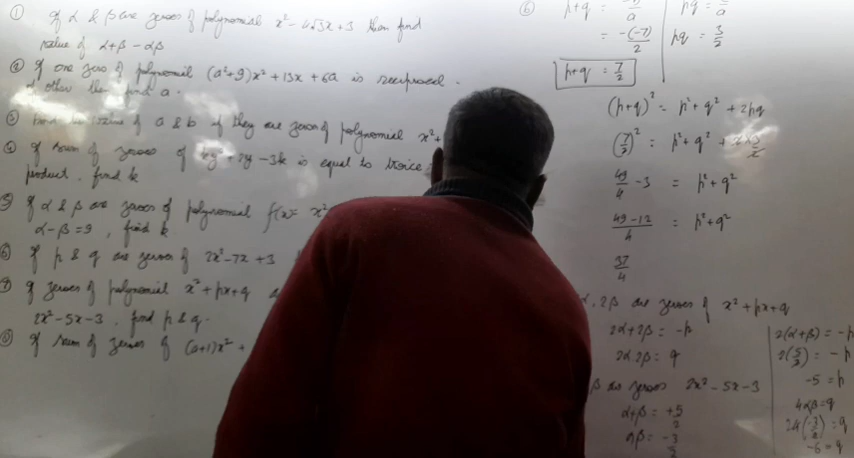 ① If α & β are zeroes of polynomial x² - 4√3x + 3 then find
value of α+β - αβ
② If one zero of polynomial (a²+9)x² + 13x + 6a is reciprocal
of other then find a.
③ of a & b if they are zeroes of polynomial x²+
④ If sum of zeroes of + 2y - 3k is equal to twice
product, find k
⑤ If α & β are zeroes of polynomial f(x)= x²
α - β = 9, find k
⑥ If p & q are zeroes of 2x² - 7x + 3
⑦ If zeroes of polynomial x² + px + q
2x² - 5x - 3. find p & q.
⑧ If sum of zeroes of (a+1)x² +
⑥ p+q =
a
= -(-7)
2
p+q = 7/2
pq =
a
pq = 3/2
(p+q)² = p² + q² + 2pq
(7/2)² = p² + q² +
49/4 - 3 = p² + q²
49-12/4 = p² + q²
37/4
α, 2β are zeroes of x² + px + q
2α + 2β = -p
2α.2β = q
β as zeroes 2x² - 5x - 3
α+β = +5/2
αβ = -3/2
2(α+β) = -p
2(5/2) = -p
-5 = p
4αβ = q
(-3/2) = q
-6 = q